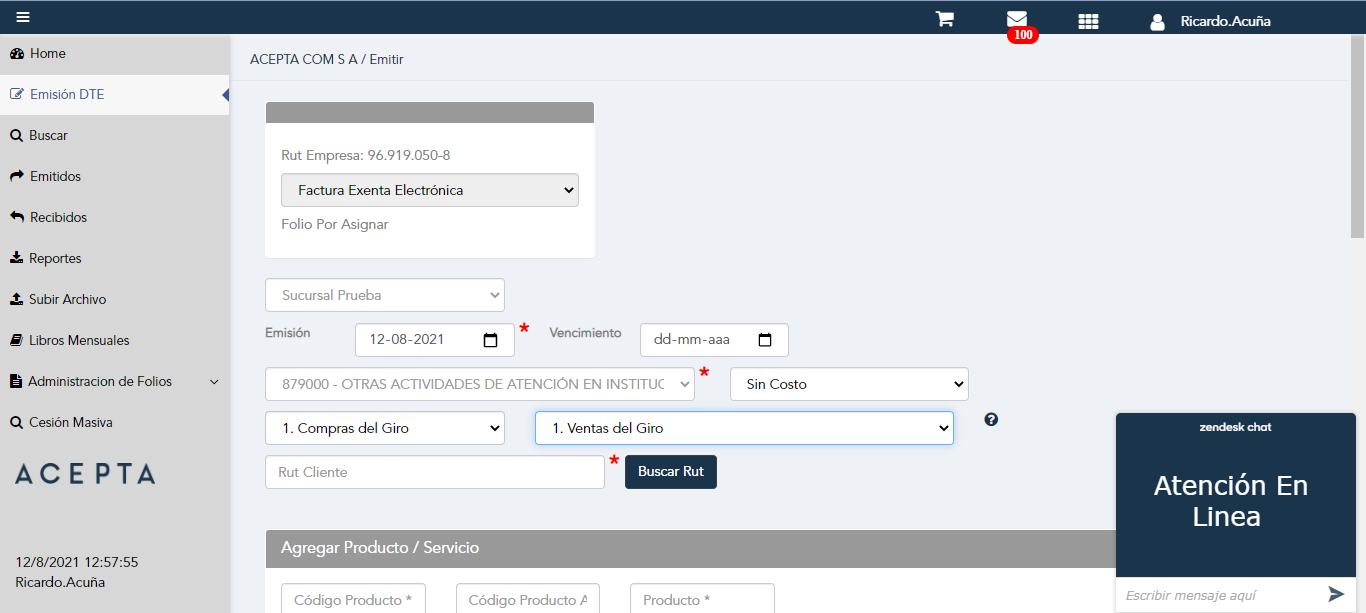 100
Ricardo.Acuña
Home
Emisión DTE
Buscar
Emitidos
Recibidos
Reportes
Subir Archivo
Libros Mensuales
Administracion de Folios
Cesión Masiva
ACEPTA
12/8/2021 12:57:55
Ricardo.Acuña
ACEPTA COM S A / Emitir
Rut Empresa: 96.919.050-8
Factura Exenta Electrónica
Folio Por Asignar
Sucursal Prueba
Emisión 12-08-2021 * Vencimiento dd-mm-aaa
879000 - OTRAS ACTIVIDADES DE ATENCIÓN EN INSTITUC * Sin Costo
1. Compras del Giro 1. Ventas del Giro
Rut Cliente * Buscar Rut
Agregar Producto / Servicio
Código Producto * Código Producto A Producto *
zendesk chat
Atención En
Linea
Escribir mensaje aquí